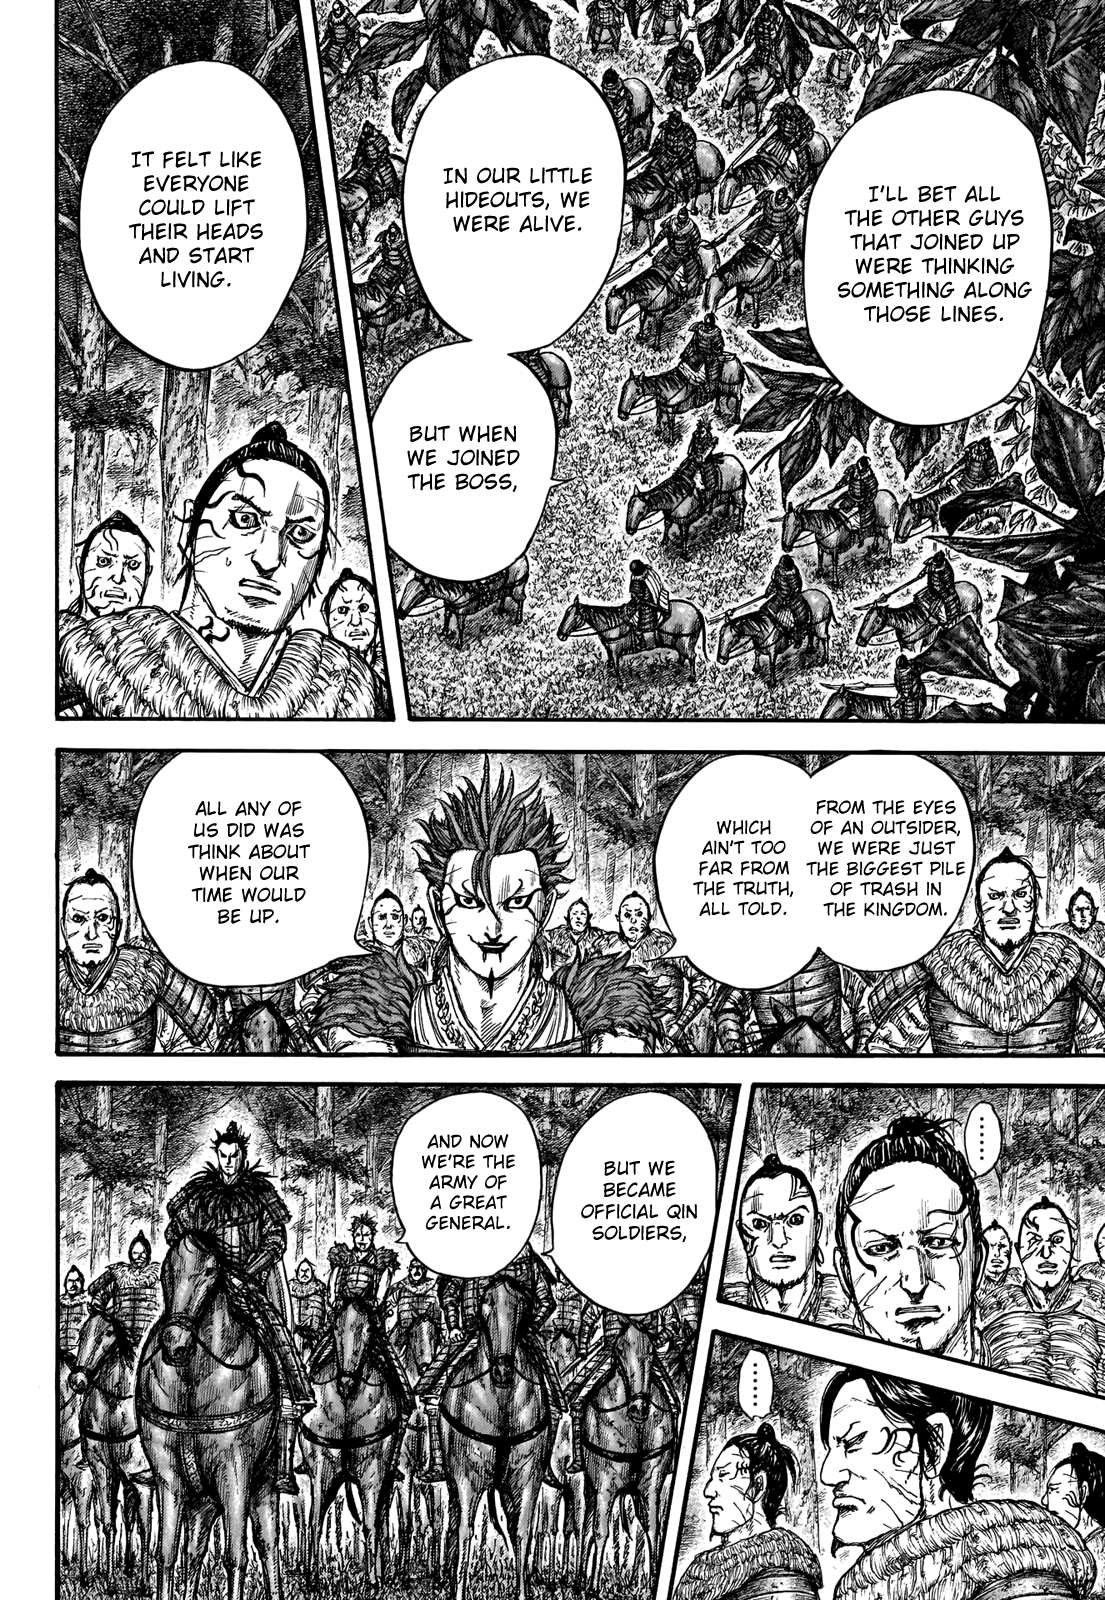 I'LL BET ALL
THE OTHER GUYS
THAT JOINED UP
WERE THINKING
SOMETHING ALONG
THOSE LINES.
IN OUR LITTLE
HIDEOUTS, WE
WERE ALIVE.
BUT WHEN
WE JOINED
THE BOSS,
IT FELT LIKE
EVERYONE
COULD LIFT
THEIR HEADS
AND START
LIVING.
FROM THE EYES
OF AN OUTSIDER,
WE WERE JUST
THE BIGGEST PILE
OF TRASH IN
THE KINGDOM.
WHICH
AIN'T TOO
FAR FROM
THE TRUTH,
ALL TOLD.
ALL ANY OF
US DID WAS
THINK ABOUT
WHEN OUR
TIME WOULD
BE UP.
......
......
BUT WE
BECAME
OFFICIAL QIN
SOLDIERS,
AND NOW
WE'RE THE
ARMY OF
A GREAT
GENERAL.